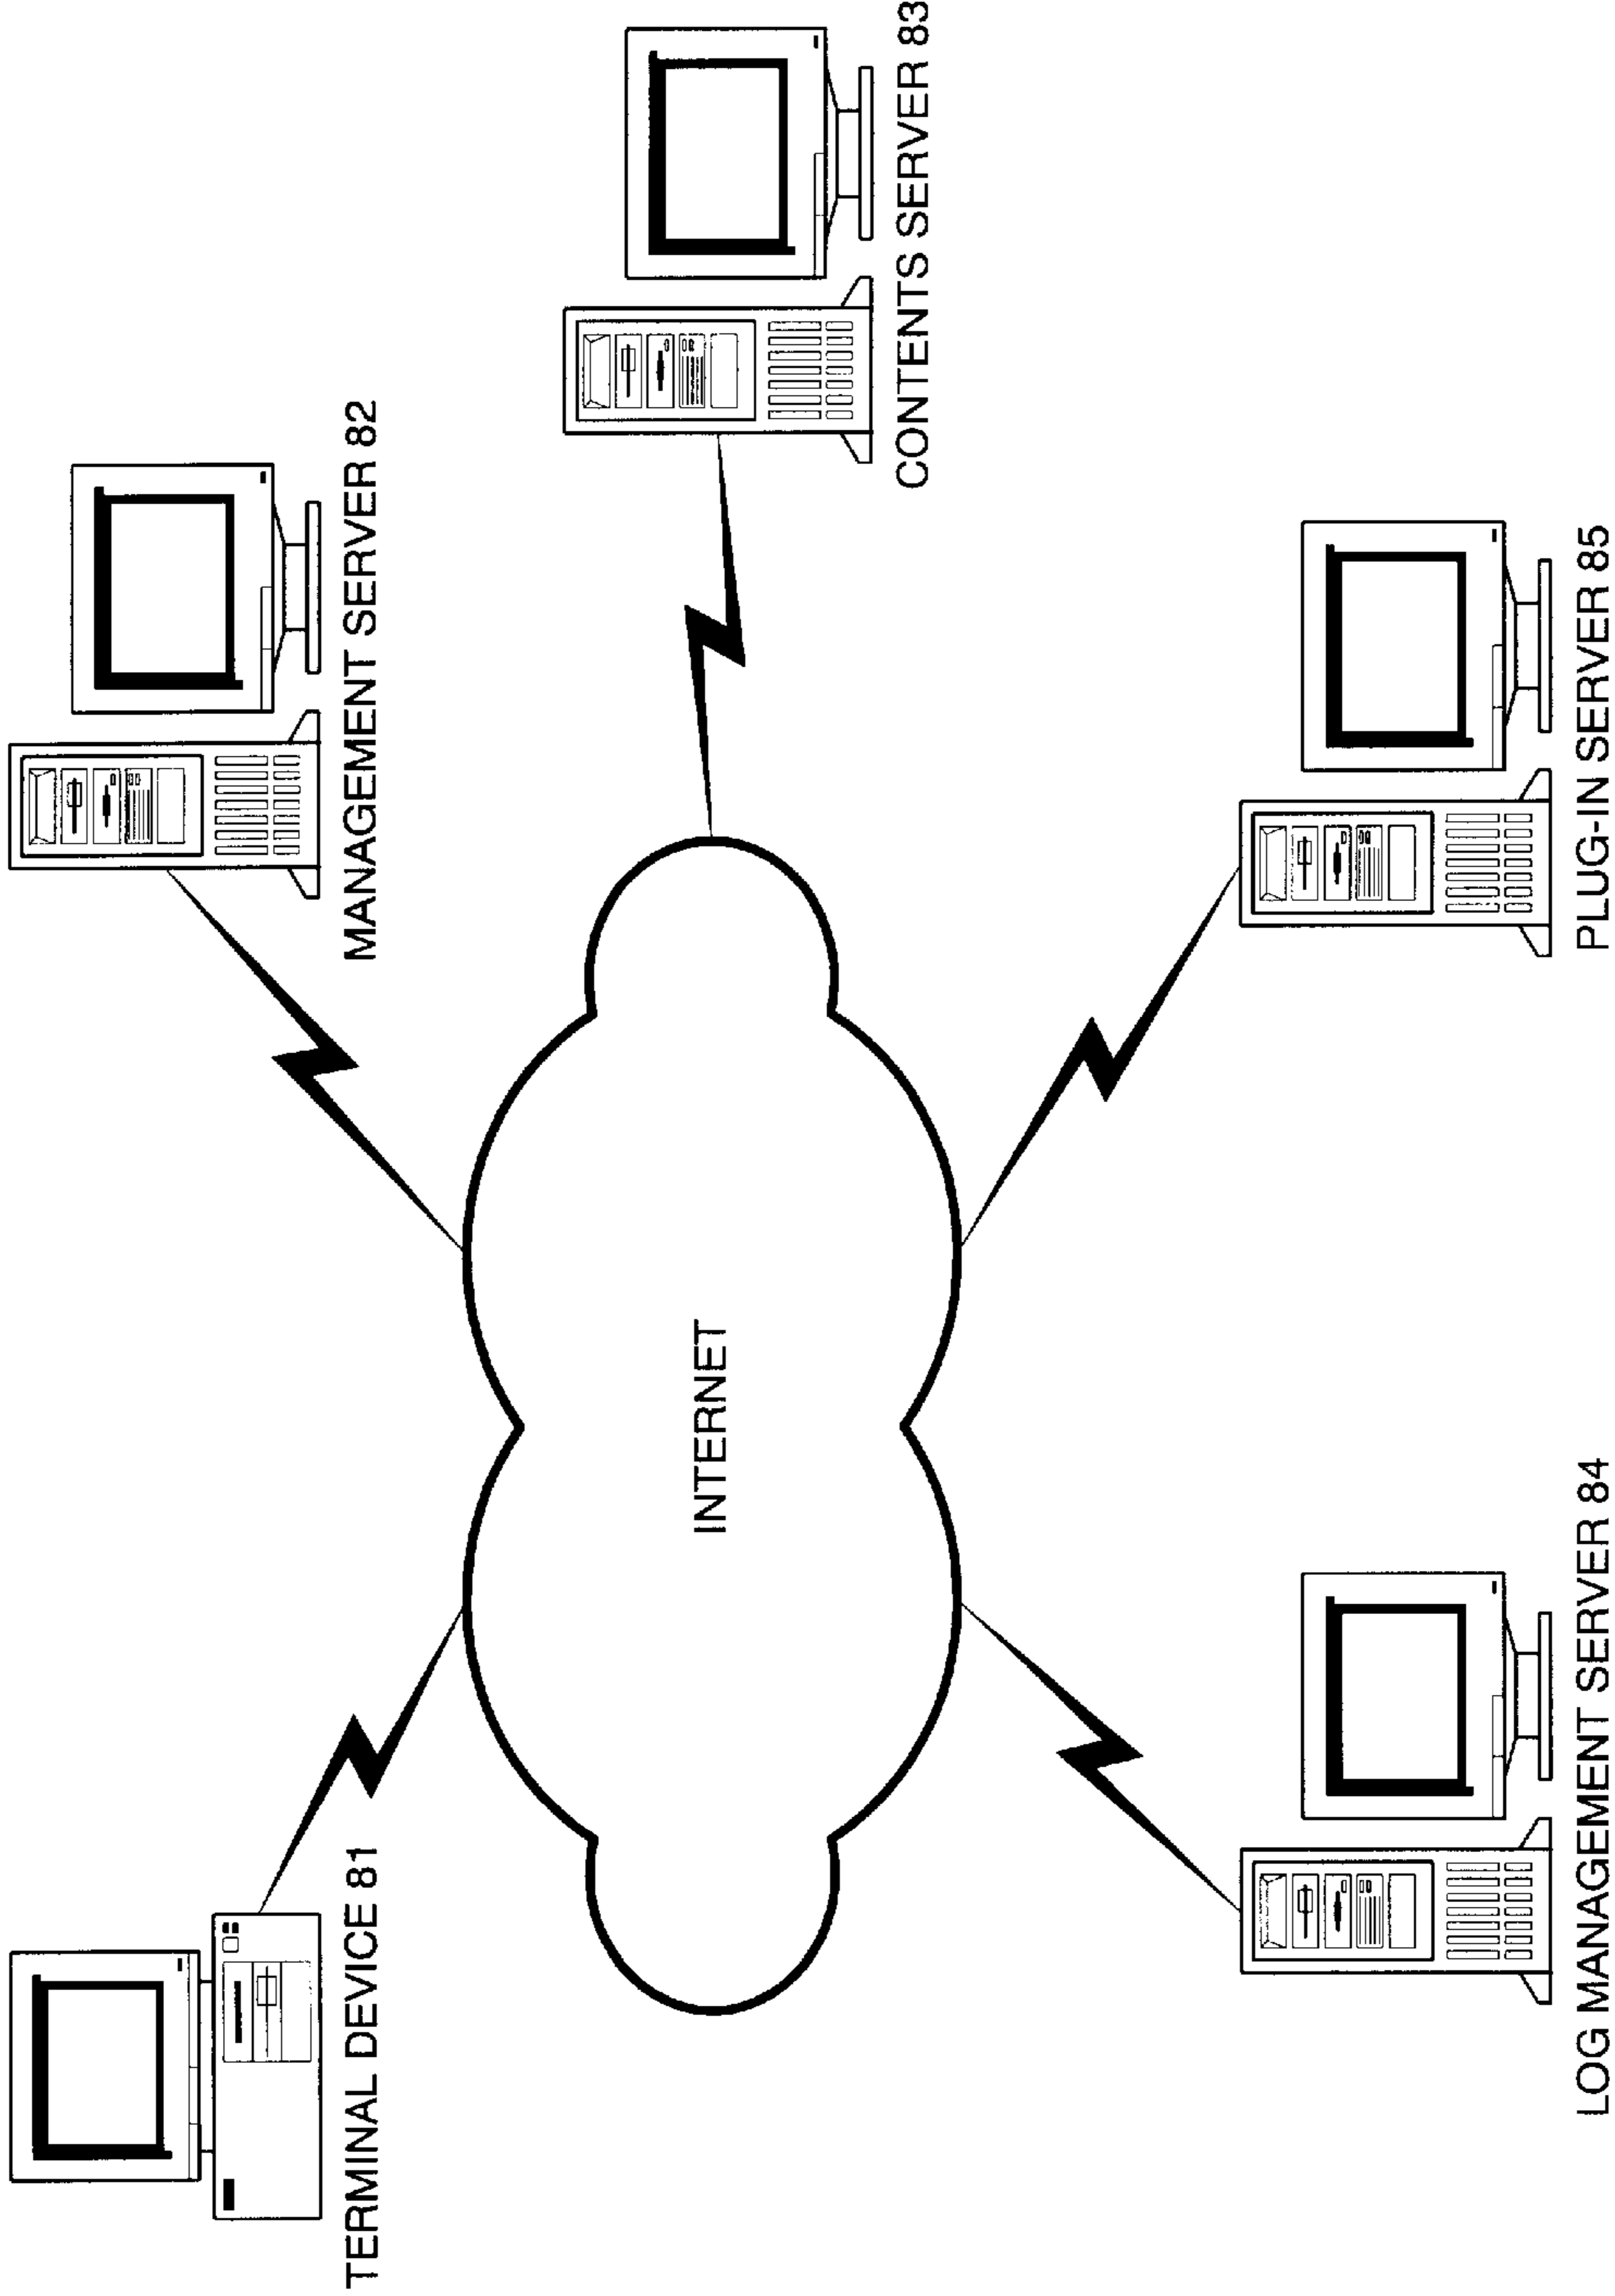 TERMINAL DEVICE 81
MANAGEMENT SERVER 82
INTERNET
CONTENTS SERVER 83
LOG MANAGEMENT SERVER 84
PLUG-IN SERVER 85